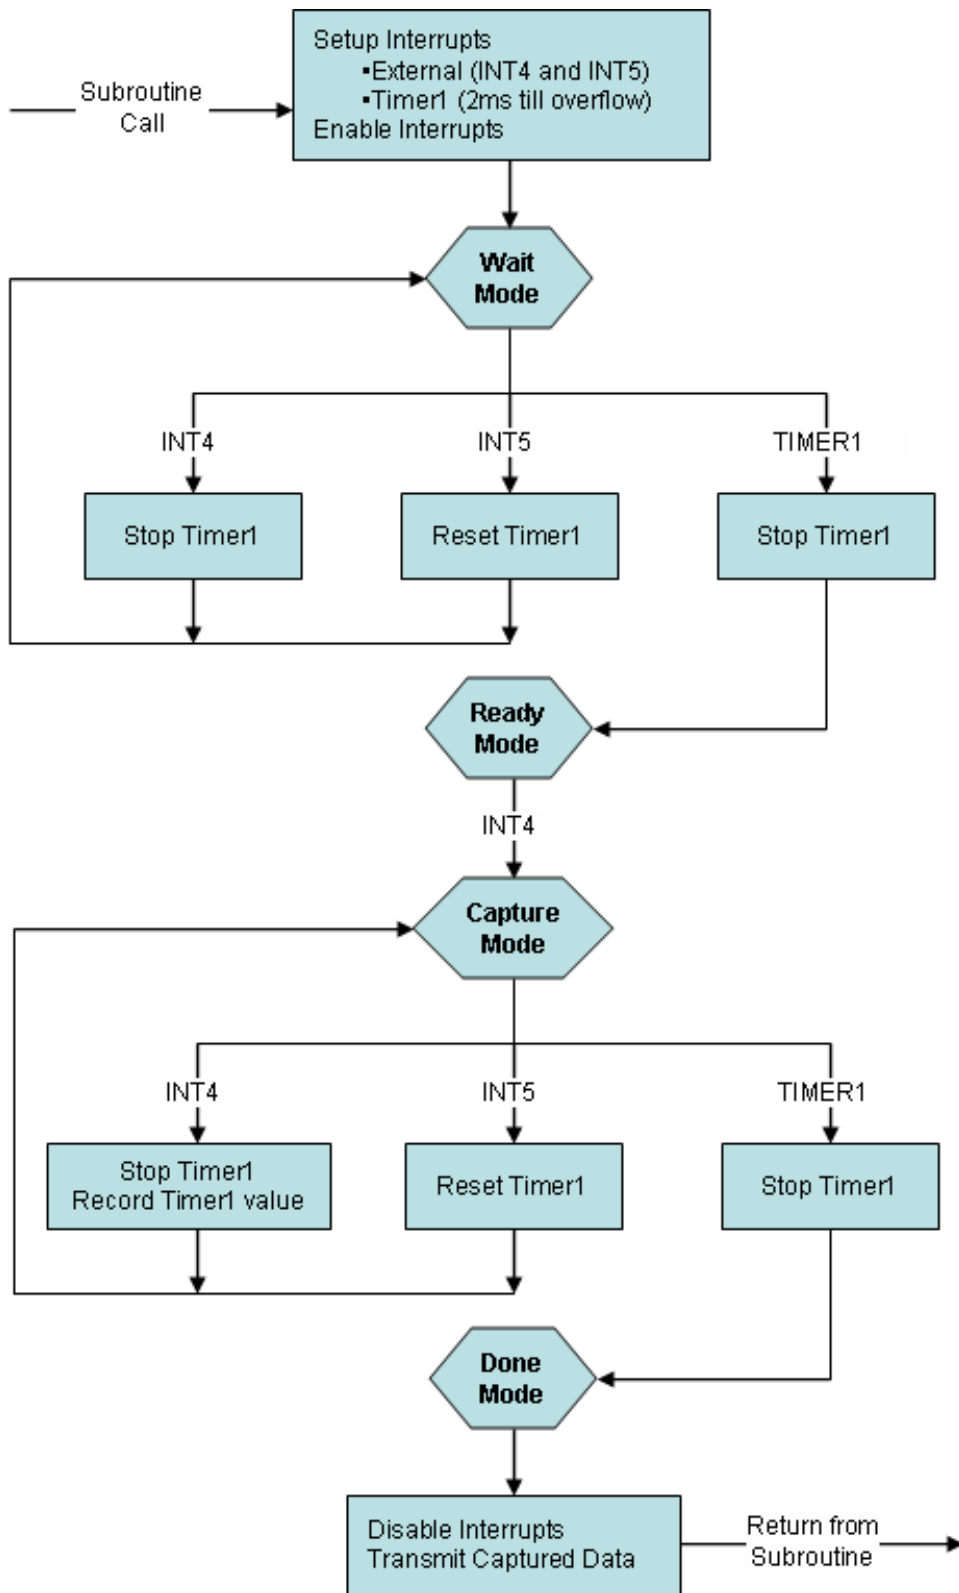 Setup Interrupts
▪External (INT4 and INT5)
▪Timer1 (2ms till overflow)
Enable Interrupts
Subroutine
Call
Wait
Mode
INT4
INT5
TIMER1
Stop Timer1
Reset Timer1
Stop Timer1
Ready
Mode
INT4
Capture
Mode
INT4
INT5
TIMER1
Stop Timer1
Record Timer1 value
Reset Timer1
Stop Timer1
Done
Mode
Disable Interrupts
Transmit Captured Data
Return from
Subroutine